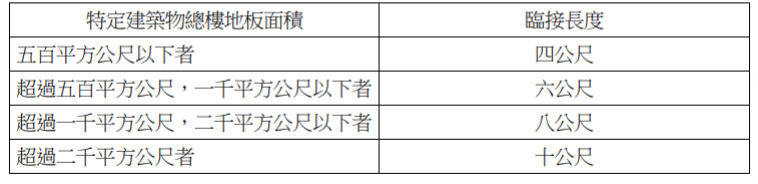 特定建築物總樓地板面積 臨接長度
五百平方公尺以下者 四公尺
超過五百平方公尺，一千平方公尺以下者 六公尺
超過一千平方公尺，二千平方公尺以下者 八公尺
超過二千平方公尺者 十公尺